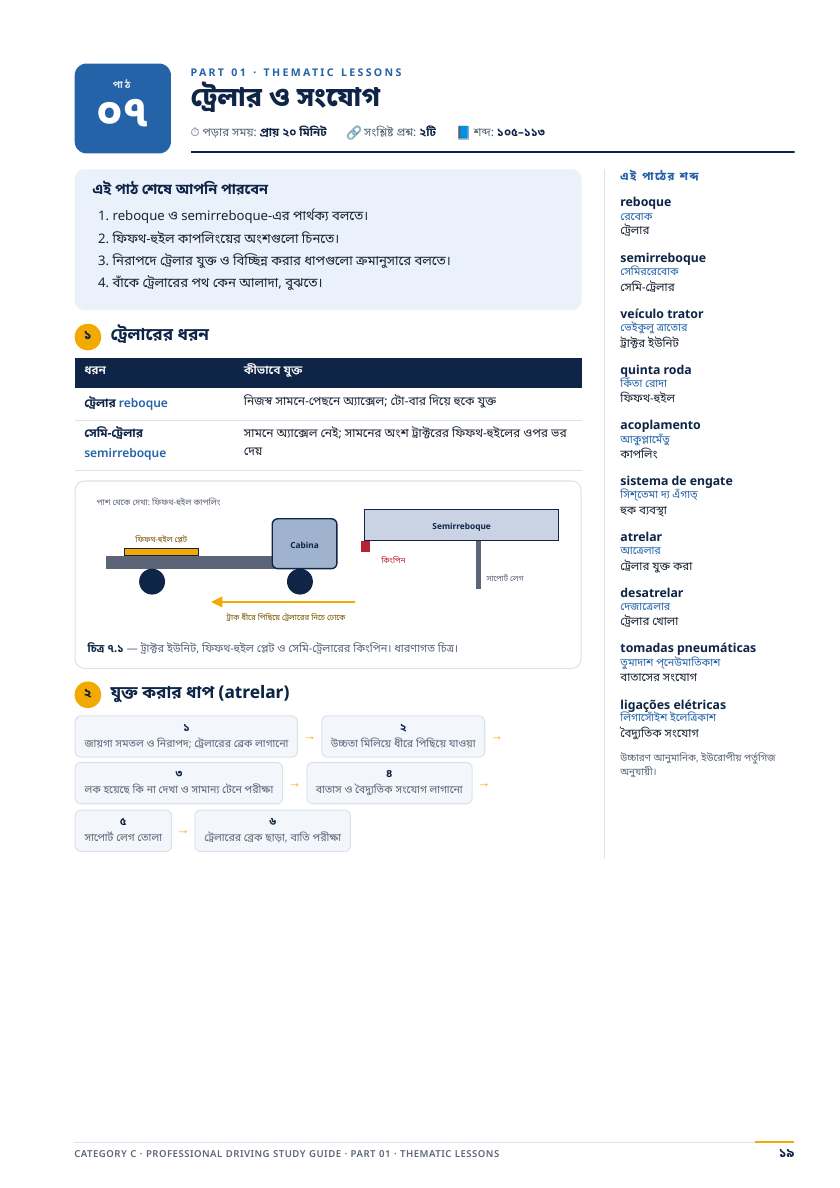 পাঠ
০৭
PART 01 · THEMATIC LESSONS
ট্রেলার ও সংযোগ
⏱ পড়ার সময়: প্রায় ২০ মিনিট 🔗 সংশ্লিষ্ট প্রশ্ন: ২টি 📘 শব্দ: ১০৫–১১৩
এই পাঠ শেষে আপনি পারবেন
1. reboque ও semirreboque-এর পার্থক্য বলতে।
2. ফিফথ-হুইল কাপলিংয়ের অংশগুলো চিনতে।
3. নিরাপদে ট্রেলার যুক্ত ও বিচ্ছিন্ন করার ধাপগুলো ক্রমানুসারে বলতে।
4. বাঁকে ট্রেলারের পথ কেন আলাদা, বুঝতে।
১ ট্রেলারের ধরন
ধরন কীভাবে যুক্ত
ট্রেলার reboque নিজস্ব সামনে-পেছনে অ্যাক্সেল; টো-বার দিয়ে হুকে যুক্ত
সেমি-ট্রেলার সামনে অ্যাক্সেল নেই; সামনের অংশ ট্রাক্টরের ফিফথ-হুইলের ওপর ভর
semirreboque দেয়
পাশ থেকে দেখা: ফিফথ-হুইল কাপলিং
Semirreboque
ফিফথ-হুইল প্লেট
Cabina
কিংপিন
সাপোর্ট লেগ
ট্রাক ধীরে পিছিয়ে ট্রেলারের নিচে ঢোকে
চিত্র ৭.১ — ট্রাক্টর ইউনিট, ফিফথ-হুইল প্লেট ও সেমি-ট্রেলারের কিংপিন। ধারণাগত চিত্র।
২ যুক্ত করার ধাপ (atrelar)
১
জায়গা সমতল ও নিরাপদ; ট্রেলারের ব্রেক লাগানো
→
২
উচ্চতা মিলিয়ে ধীরে পিছিয়ে যাওয়া
→
৩
লক হয়েছে কি না দেখা ও সামান্য টেনে পরীক্ষা
→
৪
বাতাস ও বৈদ্যুতিক সংযোগ লাগানো
→
৫
সাপোর্ট লেগ তোলা
→
৬
ট্রেলারের ব্রেক ছাড়া, বাতি পরীক্ষা
এই পাঠের শব্দ
reboque
রেবোক
ট্রেলার
semirreboque
সেমিররেবোক
সেমি-ট্রেলার
veículo trator
ভেইকুলু ত্রাতোর
ট্রাক্টর ইউনিট
quinta roda
কিঁতা রোদা
ফিফথ-হুইল
acoplamento
আকুপ্লামেঁতু
কাপলিং
sistema de engate
সিশ্তেমা দ্য এঁগাত্
হুক ব্যবস্থা
atrelar
আত্রেলার
ট্রেলার যুক্ত করা
desatrelar
দেজাত্রেলার
ট্রেলার খোলা
tomadas pneumáticas
তুমাদাশ প্নেউমাতিকাশ
বাতাসের সংযোগ
ligações elétricas
লিগাসোঁইশ ইলেত্রিকাশ
বৈদ্যুতিক সংযোগ
উচ্চারণ আনুমানিক, ইউরোপীয় পর্তুগিজ
অনুযায়ী।
CATEGORY C · PROFESSIONAL DRIVING STUDY GUIDE · PART 01 · THEMATIC LESSONS
১৯